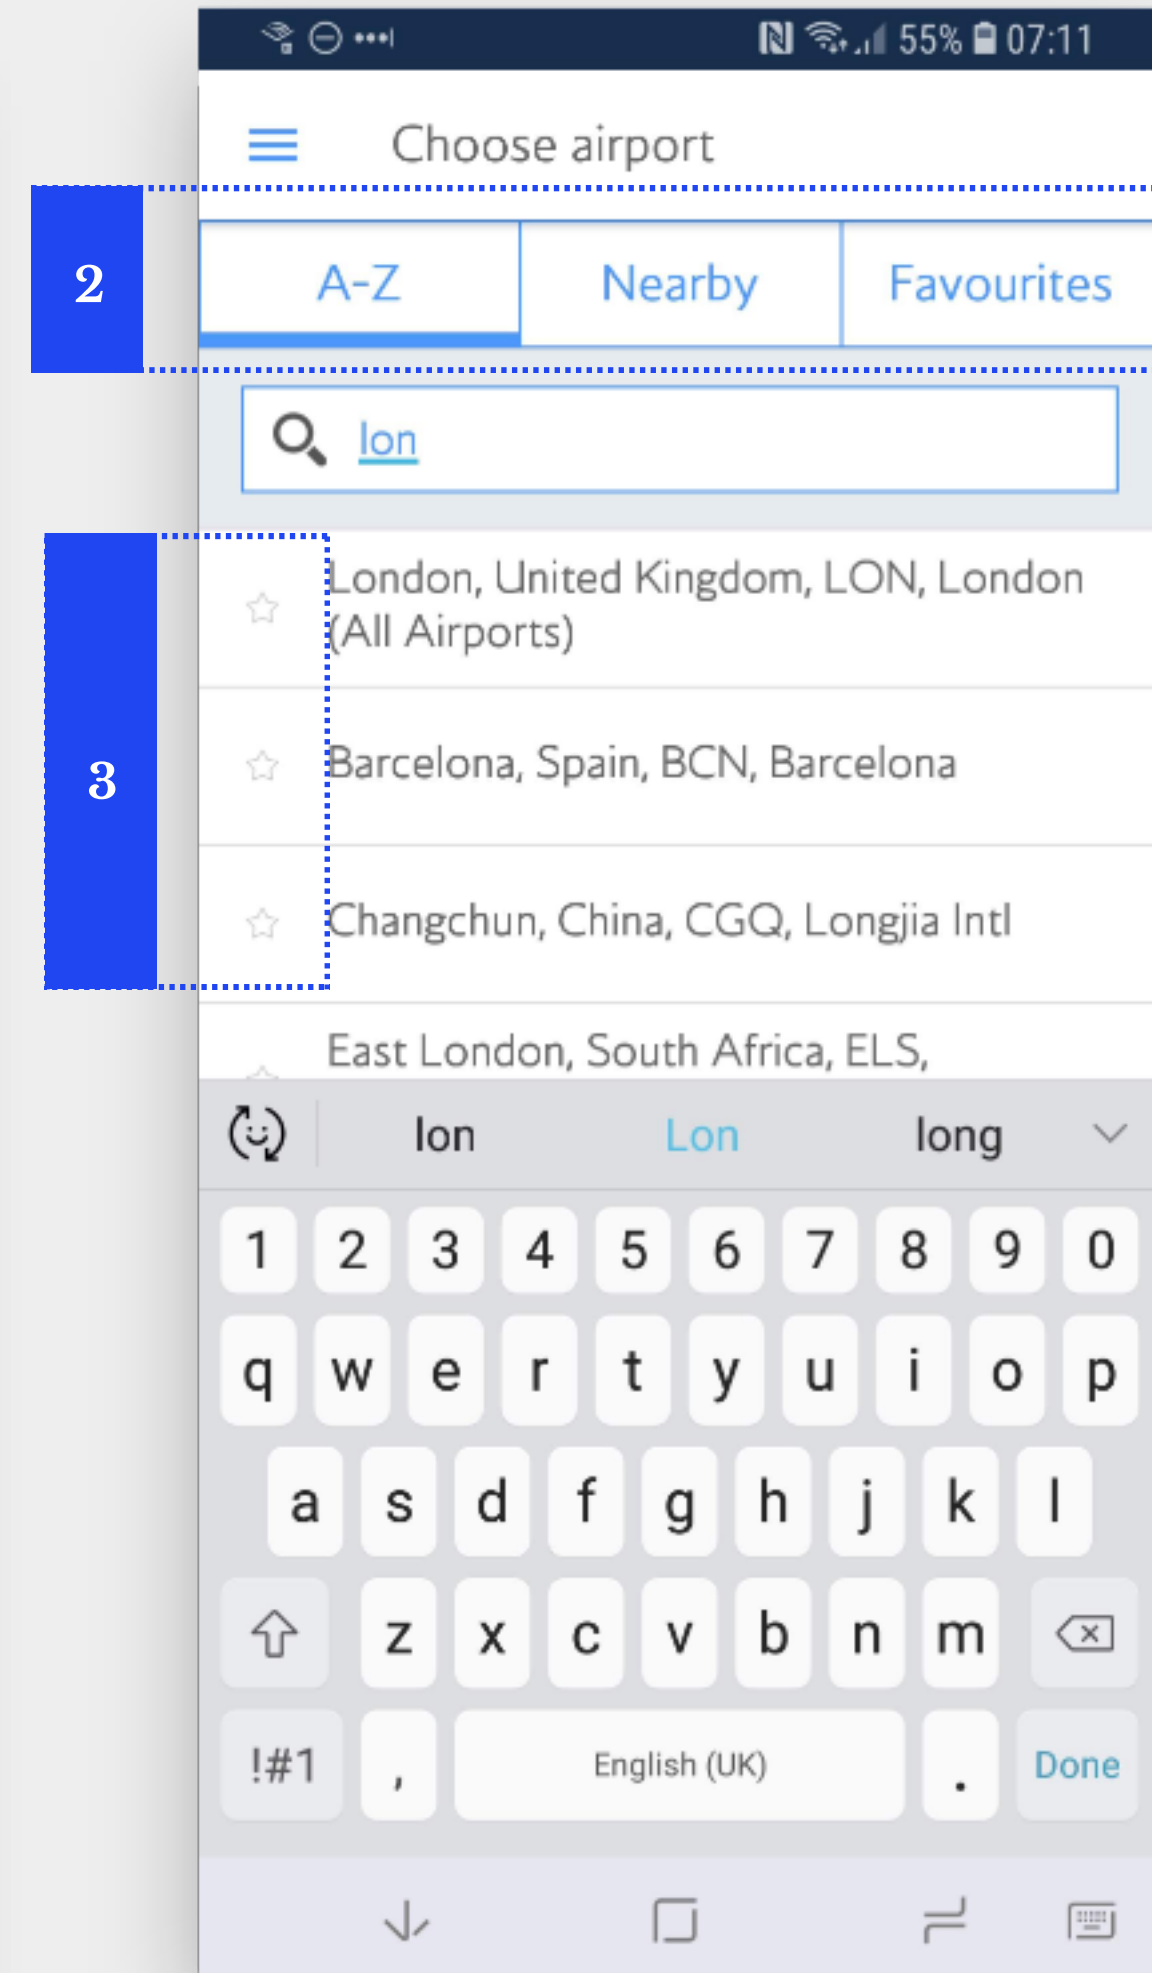 55% 07:11
Choose airport
2
A-Z Nearby Favourites
lon
3
London, United Kingdom, LON, London
(All Airports)
Barcelona, Spain, BCN, Barcelona
Changchun, China, CGQ, Longjia Intl
East London, South Africa, ELS,
lon Lon long
1 2 3 4 5 6 7 8 9 0
q w e r t y u i o p
a s d f g h j k l
z x c v b n m
!#1 , English (UK) . Done